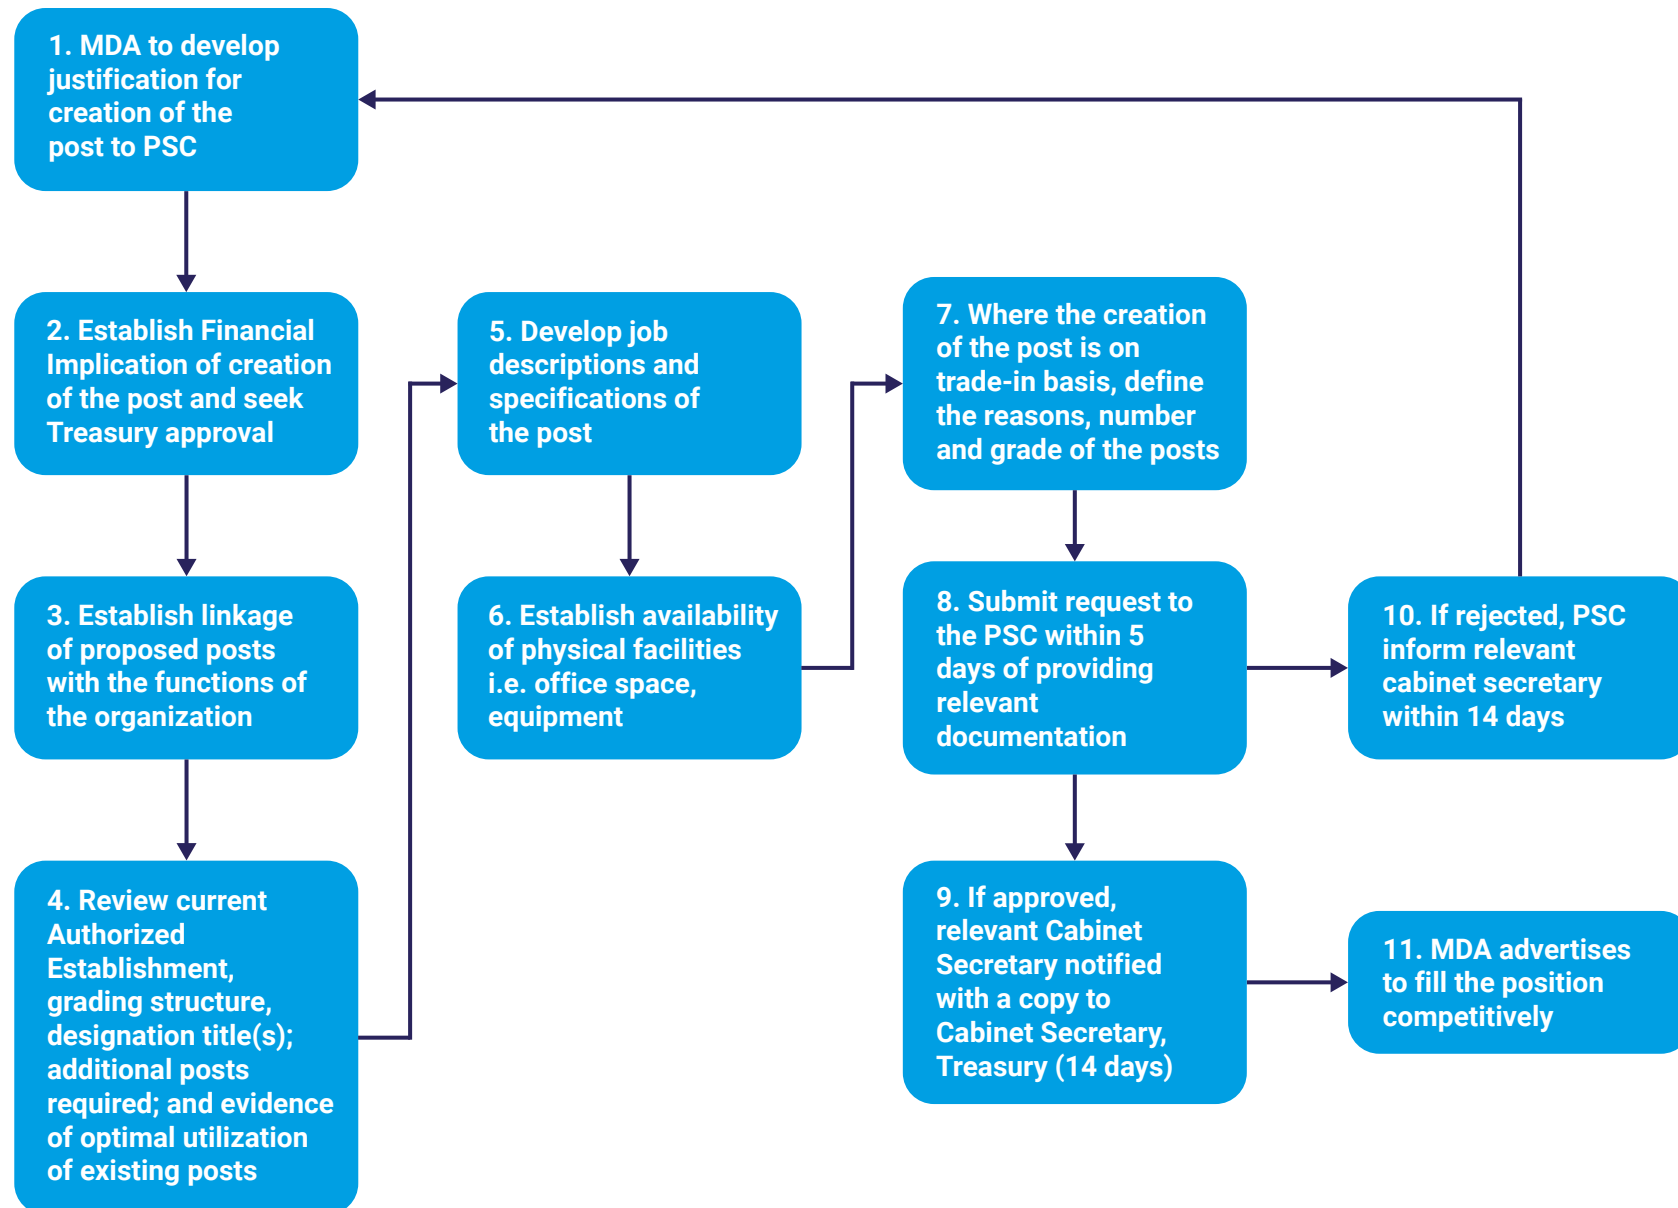 1. MDA to develop
justification for
creation of the
post to PSC
2. Establish Financial
Implication of creation
of the post and seek
Treasury approval
3. Establish linkage
of proposed posts
with the functions of
the organization
4. Review current
Authorized
Establishment,
grading structure,
designation title(s);
additional posts
required; and evidence
of optimal utilization
of existing posts
5. Develop job
descriptions and
specifications of
the post
6. Establish availability
of physical facilities
i.e. office space,
equipment
7. Where the creation
of the post is on
trade-in basis, define
the reasons, number
and grade of the posts
8. Submit request to
the PSC within 5
days of providing
relevant
documentation
9. If approved,
relevant Cabinet
Secretary notified
with a copy to
Cabinet Secretary,
Treasury (14 days)
10. If rejected, PSC
inform relevant
cabinet secretary
within 14 days
11. MDA advertises
to fill the position
competitively